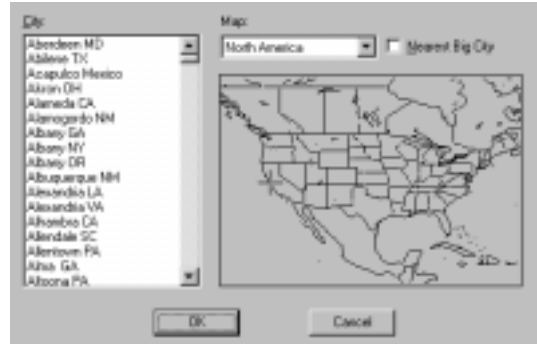 City:
Aberdeen MD
Abilene TX
Acapulco Mexico
Akron OH
Alameda CA
Alamogordo NM
Albany GA
Albany NY
Albany OR
Albuquerque NM
Alexandria LA
Alexandria VA
Alhambra CA
Allendale SC
Allentown PA
Alma GA
Altoona PA
Map:
North America
Nearest Big City
OK
Cancel